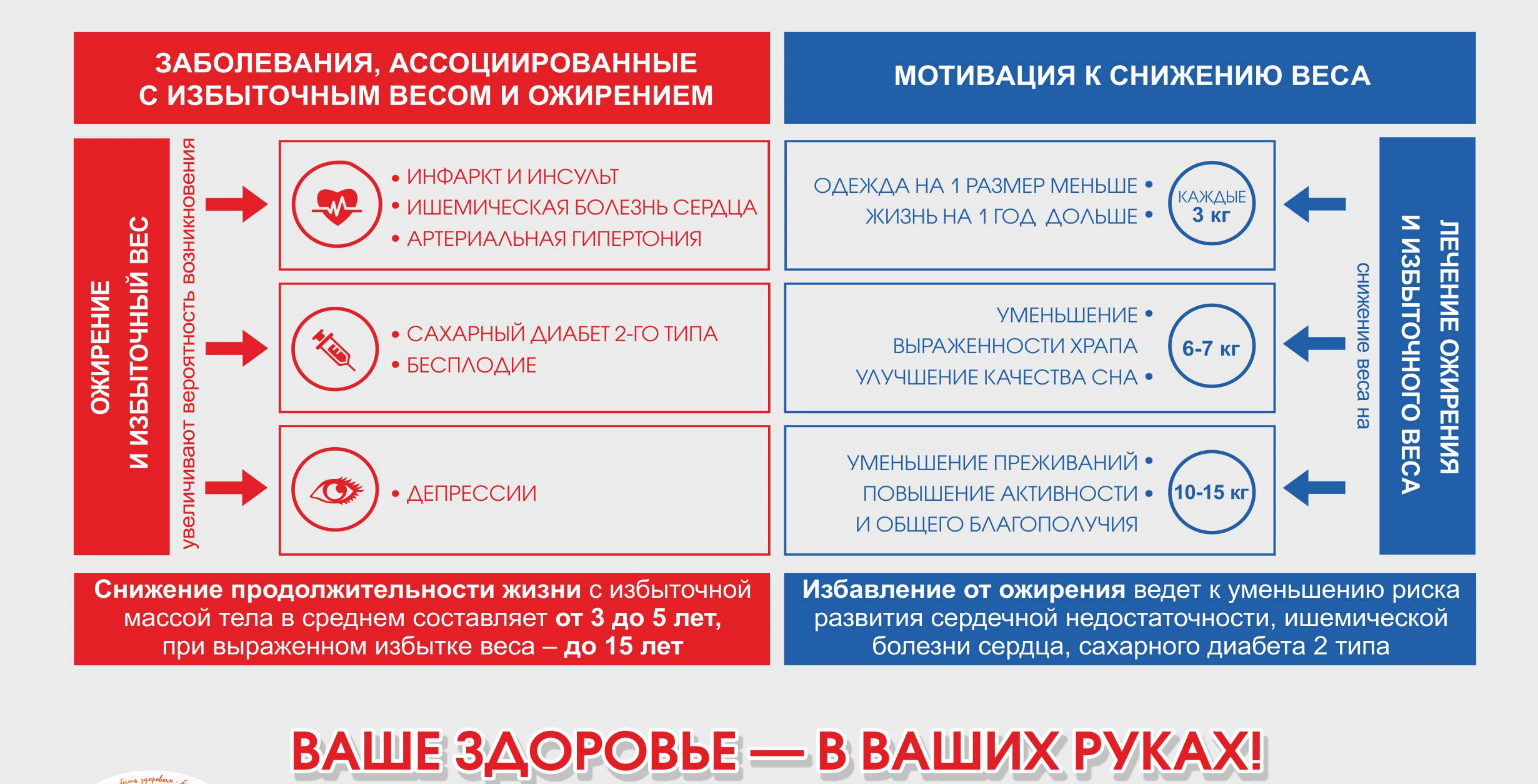 ЗАБОЛЕВАНИЯ, АССОЦИИРОВАННЫЕ
С ИЗБЫТОЧНЫМ ВЕСОМ И ОЖИРЕНИЕМ
ОЖИРЕНИЕ
И ИЗБЫТОЧНЫЙ ВЕС
увеличивают вероятность возникновения
• ИНФАРКТ И ИНСУЛЬТ
• ИШЕМИЧЕСКАЯ БОЛЕЗНЬ СЕРДЦА
• АРТЕРИАЛЬНАЯ ГИПЕРТОНИЯ
• САХАРНЫЙ ДИАБЕТ 2-ГО ТИПА
• БЕСПЛОДИЕ
• ДЕПРЕССИИ
Снижение продолжительности жизни с избыточной
массой тела в среднем составляет от 3 до 5 лет,
при выраженном избытке веса – до 15 лет
МОТИВАЦИЯ К СНИЖЕНИЮ ВЕСА
ЛЕЧЕНИЕ ОЖИРЕНИЯ
И ИЗБЫТОЧНОГО ВЕСА
снижение веса на
КАЖДЫЕ
3 кг
ОДЕЖДА НА 1 РАЗМЕР МЕНЬШЕ •
ЖИЗНЬ НА 1 ГОД ДОЛЬШЕ •
6-7 кг
УМЕНЬШЕНИЕ •
ВЫРАЖЕННОСТИ ХРАПА
УЛУЧШЕНИЕ КАЧЕСТВА СНА •
10-15 кг
УМЕНЬШЕНИЕ ПРЕЖИВАНИЙ •
ПОВЫШЕНИЕ АКТИВНОСТИ •
И ОБЩЕГО БЛАГОПОЛУЧИЯ
Избавление от ожирения ведет к уменьшению риска
развития сердечной недостаточности, ишемической
болезни сердца, сахарного диабета 2 типа
ВАШЕ ЗДОРОВЬЕ — В ВАШИХ РУКАХ!